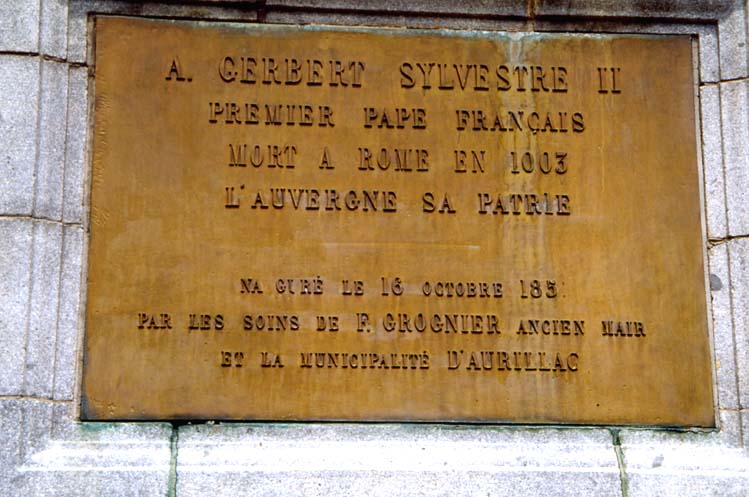 A. GERBERT SYLVESTRE II
PREMIER PAPE FRANÇAIS
MORT A ROME EN 1003
L'AUVERGNE SA PATRIE
NA GURÉ LE 16 OCTOBRE 185
PAR LES SOINS DE F. GROGNIER ANCIEN MAIR
ET LA MUNICIPALITÉ D'AURILLAC